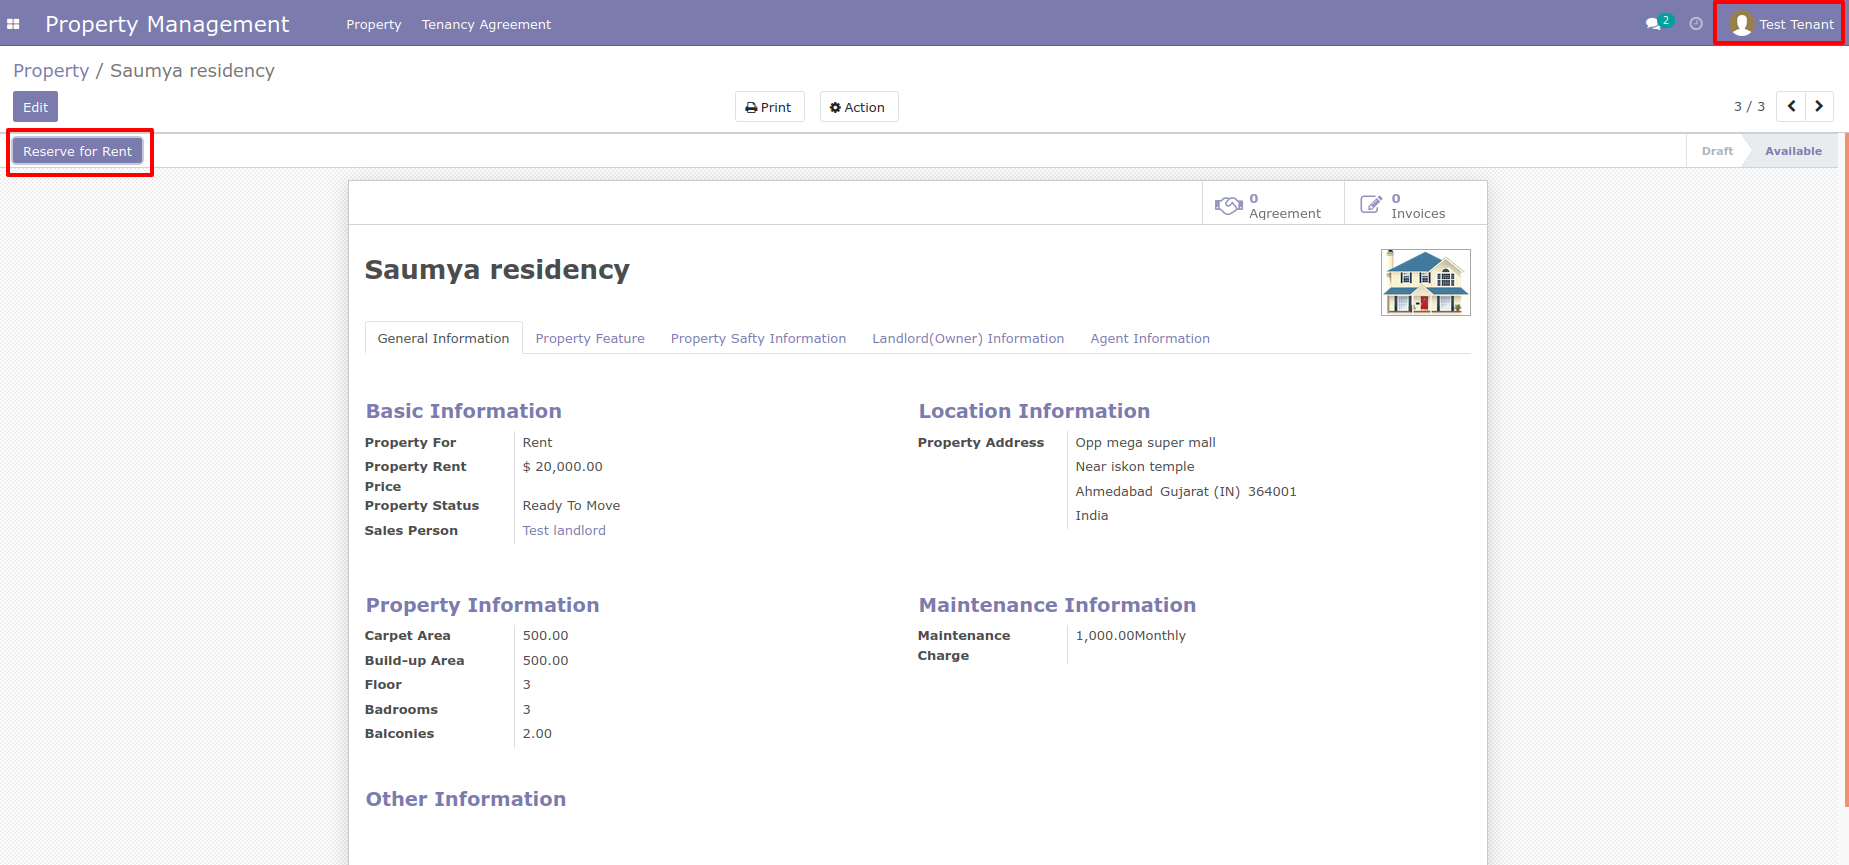 Property Management Property Tenancy Agreement 2 Test Tenant
Property / Saumya residency
Edit Print Action 3 / 3
Reserve for Rent Draft Available
0 Agreement
0 Invoices
Saumya residency
General Information Property Feature Property Safty Information Landlord(Owner) Information Agent Information
Basic Information
Property For Rent
Property Rent Price $ 20,000.00
Property Status Ready To Move
Sales Person Test landlord
Location Information
Property Address Opp mega super mall
Near iskon temple
Ahmedabad Gujarat (IN) 364001
India
Property Information
Carpet Area 500.00
Build-up Area 500.00
Floor 3
Badrooms 3
Balconies 2.00
Maintenance Information
Maintenance Charge 1,000.00Monthly
Other Information